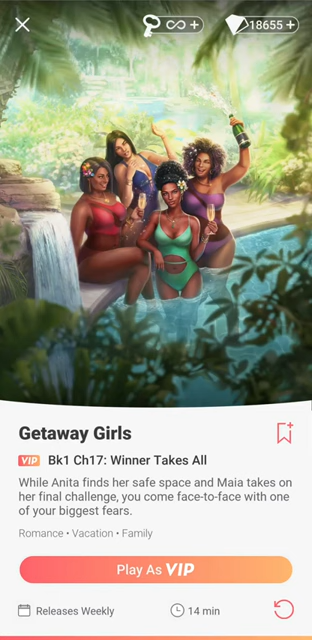 ∞ +
18655 +
Getaway Girls
VIP Bk1 Ch17: Winner Takes All
While Anita finds her safe space and Maia takes on
her final challenge, you come face-to-face with one
of your biggest fears.
Romance • Vacation • Family
Play As VIP
Releases Weekly
14 min